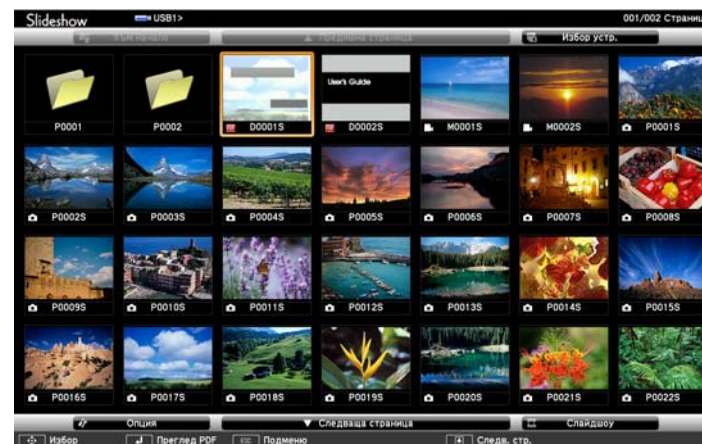 Slideshow USB1> 001/002 Страниц
Към начало ▲ Предишна страница Избор устр.
P0001 P0002 D0001S D0002S M0001S M0002S P0001S
User's Guide
P0002S P0003S P0004S P0005S P0006S P0007S P0008S
P0009S P0010S P0011S P0012S P0013S P0014S P0015S
P0016S P0017S P0018S P0019S P0020S P0021S P0022S
Опция ▼ Следваща страница Слайдшоу
Избор Преглед PDF ESC Подменю Следв. стр.